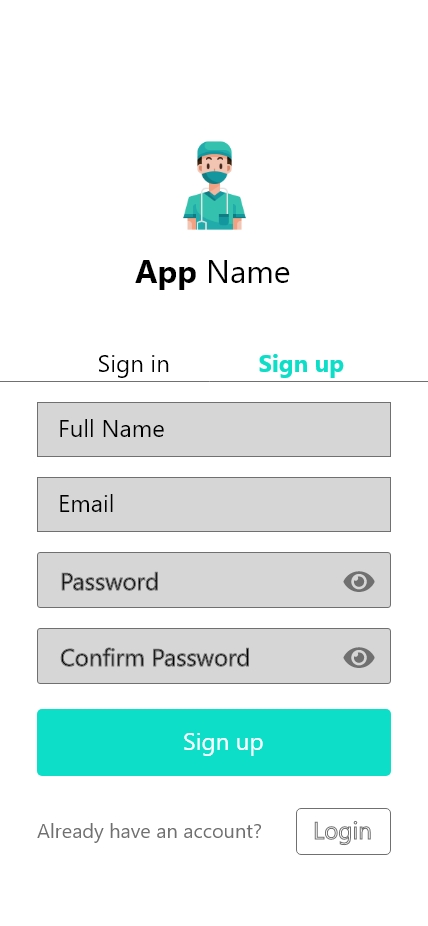 App Name
Sign in Sign up
Full Name
Email
Password
Confirm Password
Sign up
Already have an account? Login